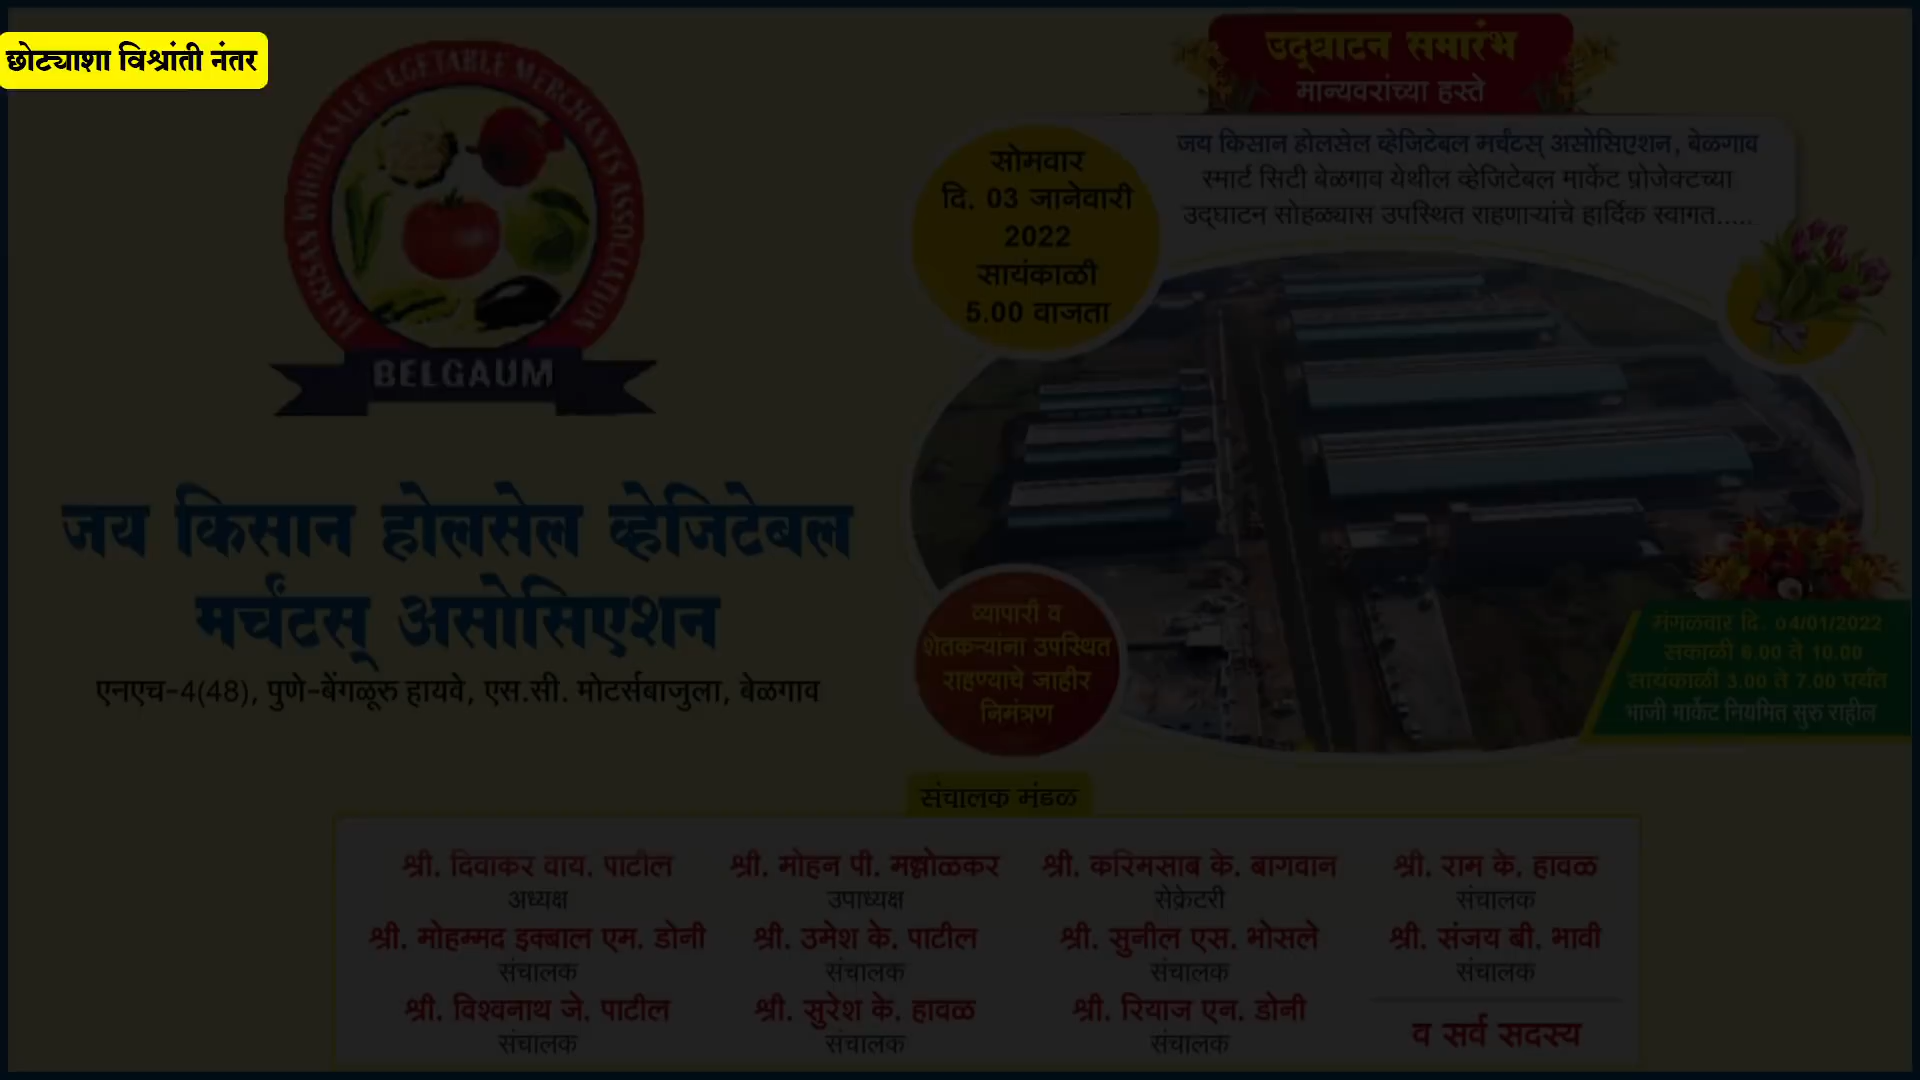 छोट्याशा विश्रांती नंतर
JAI KISAN WHOLESALE VEGETABLE MERCHANTS ASSOCIATION
BELGAUM
जय किसान होलसेल व्हेजिटेबल
मर्चंटस् असोसिएशन
एनएच-4(48), पुणे-बेंगळूरु हायवे, एस.सी. मोटर्सबाजुला, बेळगाव
उद्घाटन समारंभ
मान्यवरांच्या हस्ते
जय किसान होलसेल व्हेजिटेबल मर्चंटस् असोसिएशन, बेळगाव
स्मार्ट सिटी बेळगाव येथील व्हेजिटेबल मार्केट प्रोजेक्टच्या
उद्घाटन सोहळ्यास उपस्थित राहणाऱ्यांचे हार्दिक स्वागत.....
सोमवार
दि. 03 जानेवारी
2022
सायंकाळी
5.00 वाजता
व्यापारी व
शेतकऱ्यांना उपस्थित
राहण्याचे जाहीर
निमंत्रण
मंगळवार दि. 04/01/2022
सकाळी 6.00 ते 10.00
सायंकाळी 3.00 ते 7.00 पर्यंत
भाजी मार्केट नियमित सुरु राहील
संचालक मंडळ
श्री. दिवाकर वाय. पाटील श्री. मोहन पी. मन्नोळकर श्री. करिमसाब के. बागवान श्री. राम के. हावळ
अध्यक्ष उपाध्यक्ष सेक्रेटरी संचालक
श्री. मोहम्मद इक्बाल एम. डोनी श्री. उमेश के. पाटील श्री. सुनील एस. भोसले श्री. संजय बी. भावी
संचालक संचालक संचालक संचालक
श्री. विश्वनाथ जे. पाटील श्री. सुरेश के. हावळ श्री. रियाज एन. डोनी व सर्व सदस्य
संचालक संचालक संचालक